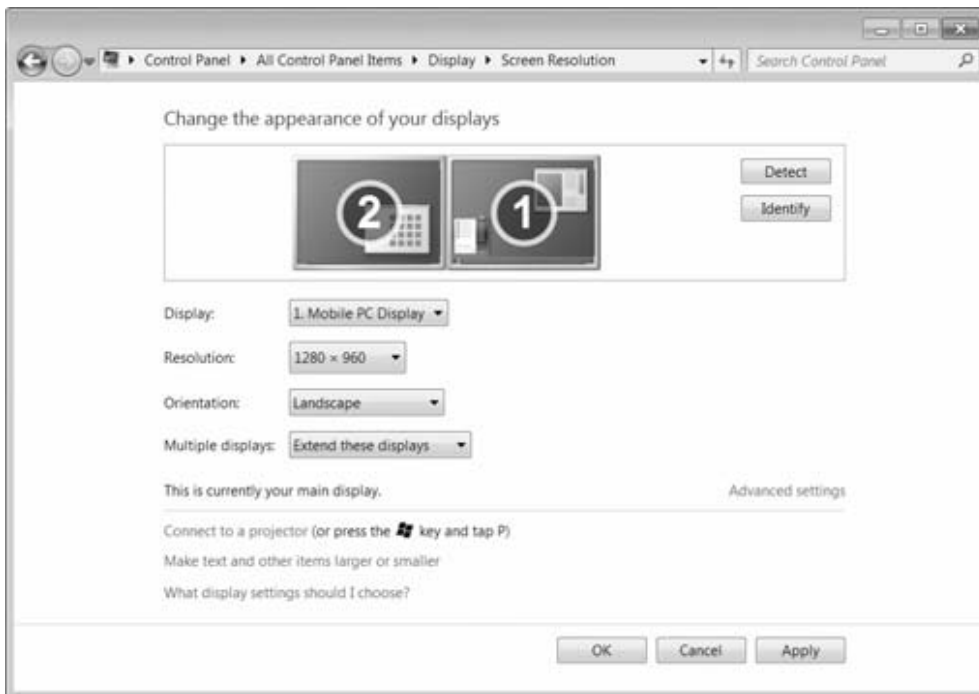 Control Panel ▸ All Control Panel Items ▸ Display ▸ Screen Resolution Search Control Panel
Change the appearance of your displays
2 1
Detect
Identify
Display: 1. Mobile PC Display
Resolution: 1280 × 960
Orientation: Landscape
Multiple displays: Extend these displays
This is currently your main display. Advanced settings
Connect to a projector (or press the key and tap P)
Make text and other items larger or smaller
What display settings should I choose?
OK Cancel Apply